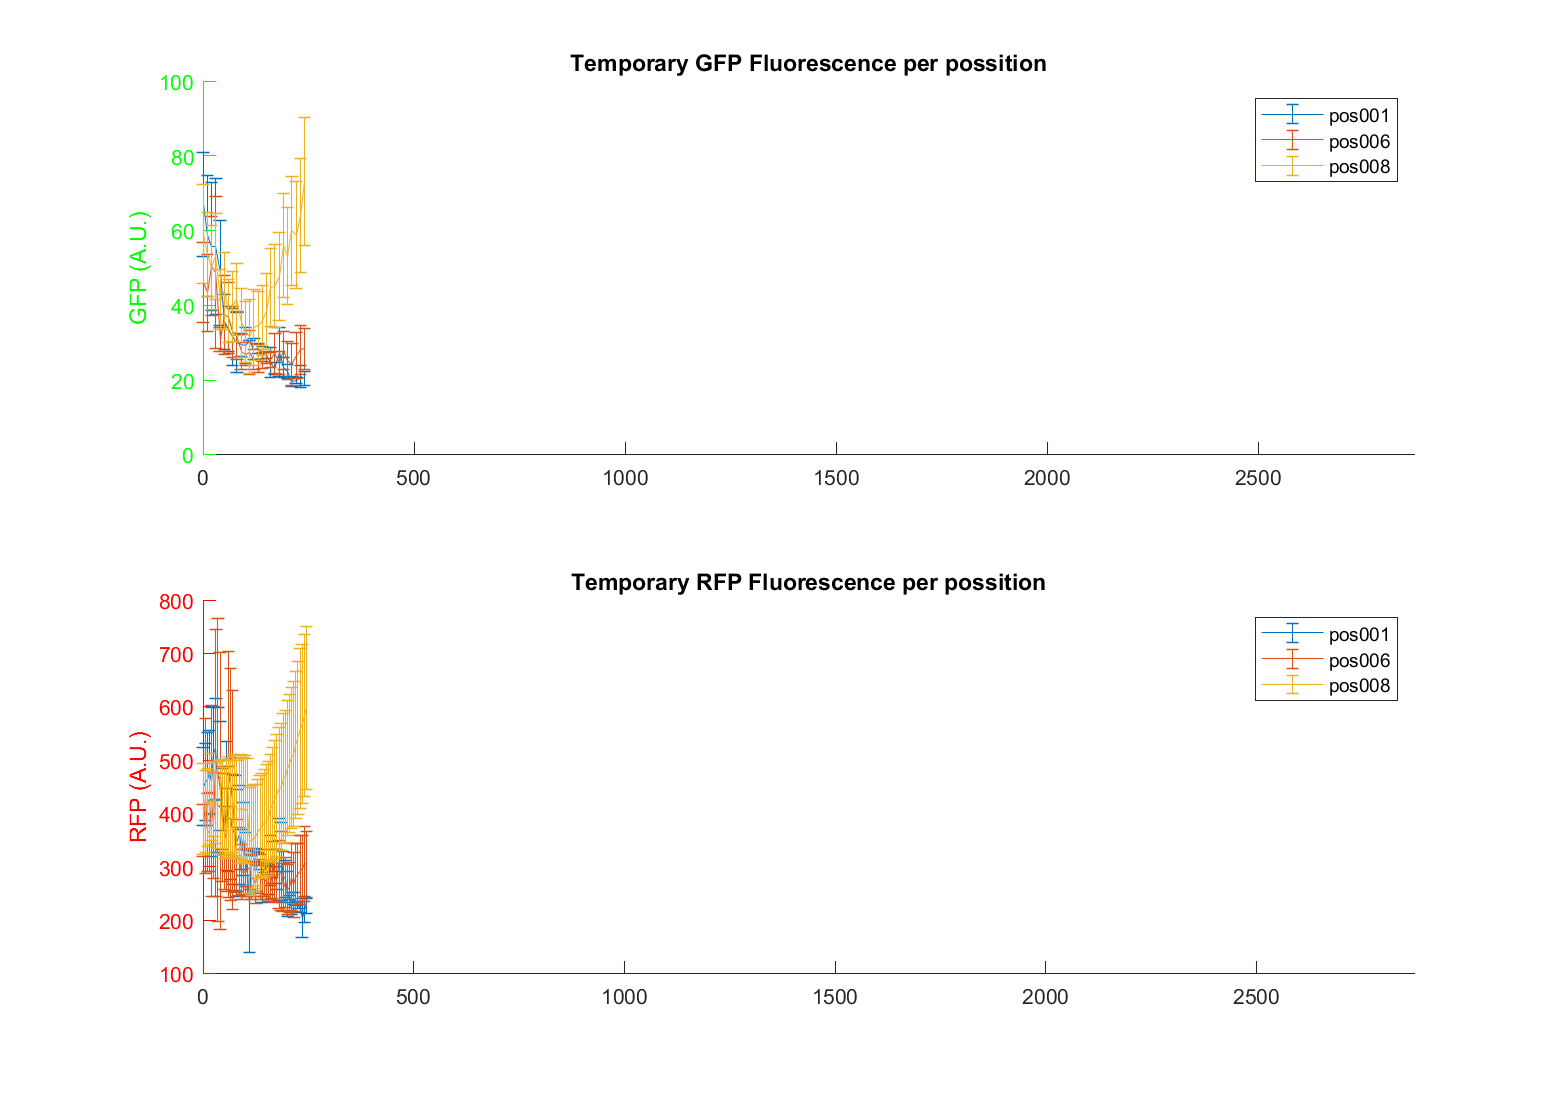 Temporary GFP Fluorescence per possition
GFP (A.U.)
100
80
60
40
20
0
0 500 1000 1500 2000 2500
pos001
pos006
pos008
Temporary RFP Fluorescence per possition
RFP (A.U.)
800
700
600
500
400
300
200
100
0 500 1000 1500 2000 2500
pos001
pos006
pos008